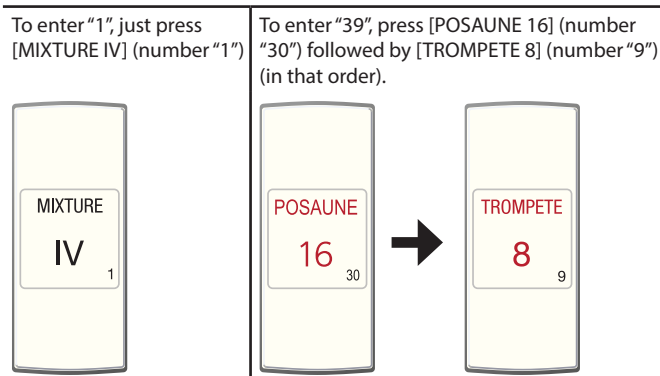 To enter “1”, just press
[MIXTURE IV] (number “1”)
To enter “39”, press [POSAUNE 16] (number
“30”) followed by [TROMPETE 8] (number “9”)
(in that order).
MIXTURE
IV
1
POSAUNE
16
30
TROMPETE
8
9